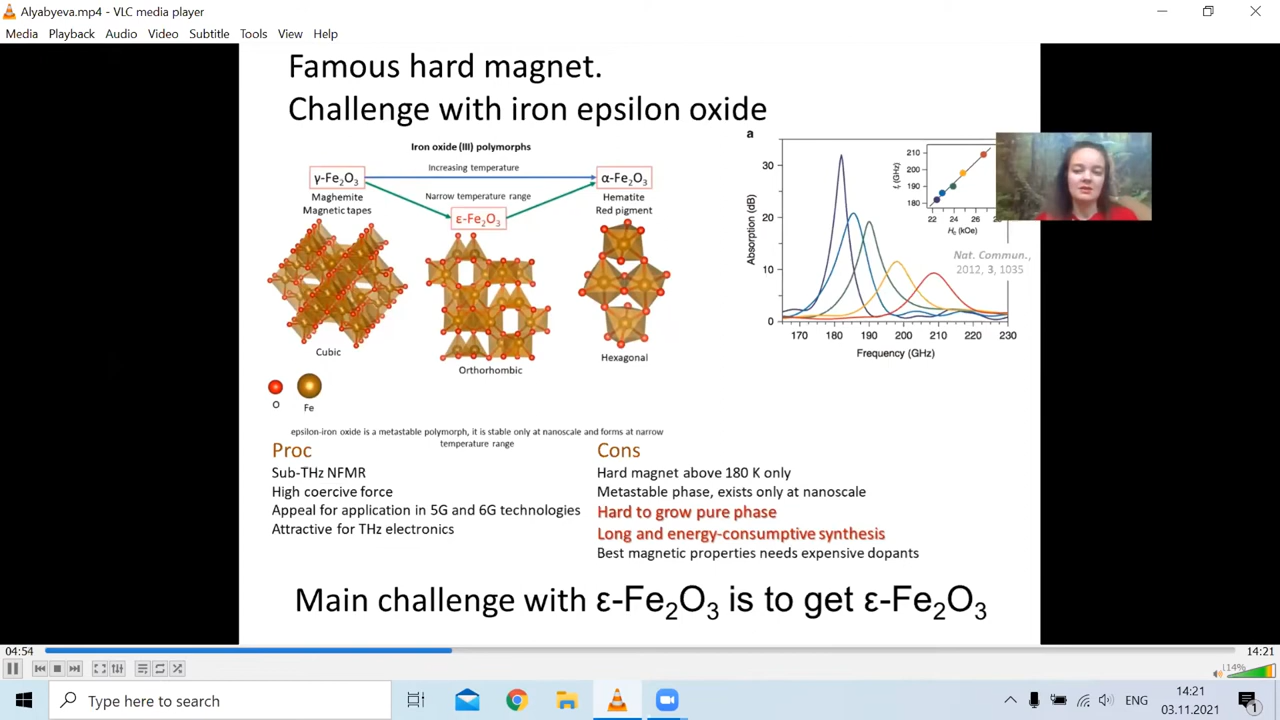 Alyabyeva.mp4 - VLC media player
Media Playback Audio Video Subtitle Tools View Help
Famous hard magnet.
Challenge with iron epsilon oxide
Iron oxide (III) polymorphs
Increasing temperature
γ-Fe₂O₃
α-Fe₂O₃
Maghemite
Magnetic tapes
Narrow temperature range
Hematite
Red pigment
ε-Fe₂O₃
Cubic
Orthorhombic
Hexagonal
O
Fe
a
Absorption (dB)
30
20
10
0
170 180 190 200 210 220 230
Frequency (GHz)
210
200
190
180
fᵣ (GHz)
22 24 26
H₀ (kOe)
Nat. Commun.,
2012, 3, 1035
epsilon-iron oxide is a metastable polymorph, it is stable only at nanoscale and forms at narrow
temperature range
Proc
Sub-THz NFMR
High coercive force
Appeal for application in 5G and 6G technologies
Attractive for THz electronics
Cons
Hard magnet above 180 K only
Metastable phase, exists only at nanoscale
Hard to grow pure phase
Long and energy-consumptive synthesis
Best magnetic properties needs expensive dopants
Main challenge with ε-Fe₂O₃ is to get ε-Fe₂O₃
04:54
14:21
114%
Type here to search
ENG
14:21
03.11.2021
1